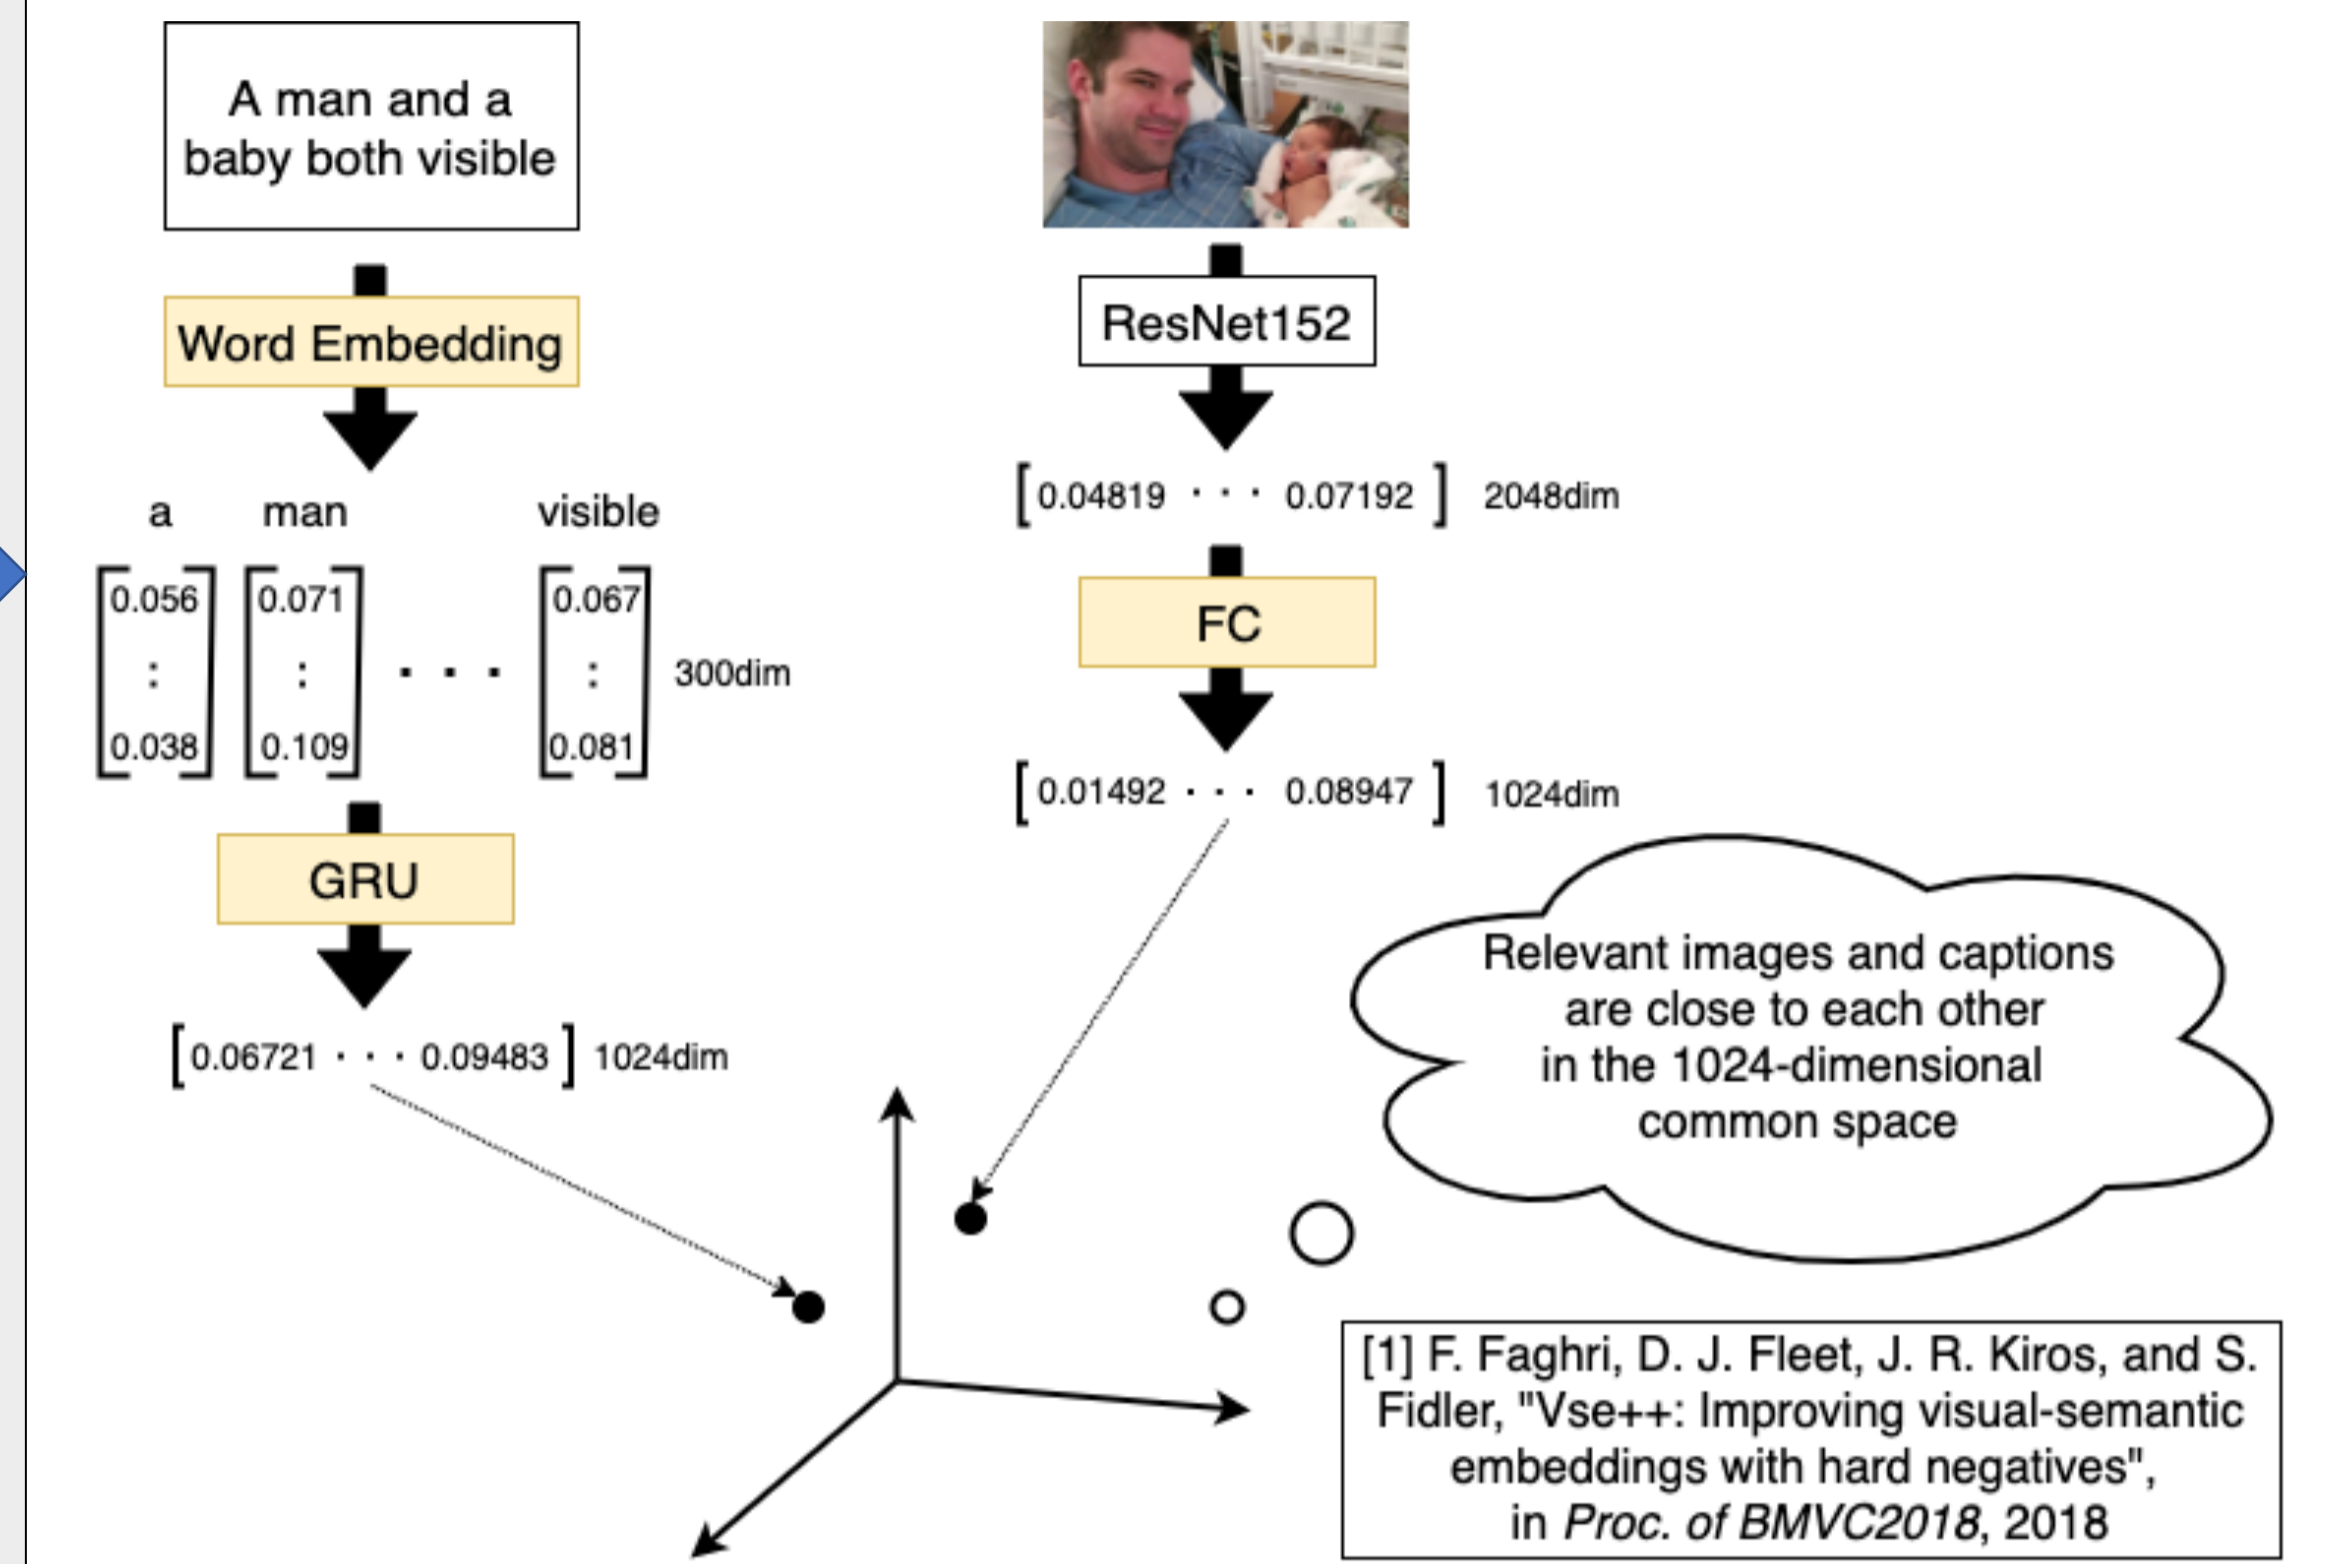 A man and a
baby both visible
Word Embedding
a man visible
0.056 0.071 0.067
: : · · · : 300dim
0.038 0.109 0.081
GRU
[ 0.06721 · · · 0.09483 ] 1024dim
ResNet152
[ 0.04819 · · · 0.07192 ] 2048dim
FC
[ 0.01492 · · · 0.08947 ] 1024dim
Relevant images and captions
are close to each other
in the 1024-dimensional
common space
[1] F. Faghri, D. J. Fleet, J. R. Kiros, and S.
Fidler, "Vse++: Improving visual-semantic
embeddings with hard negatives",
in Proc. of BMVC2018, 2018